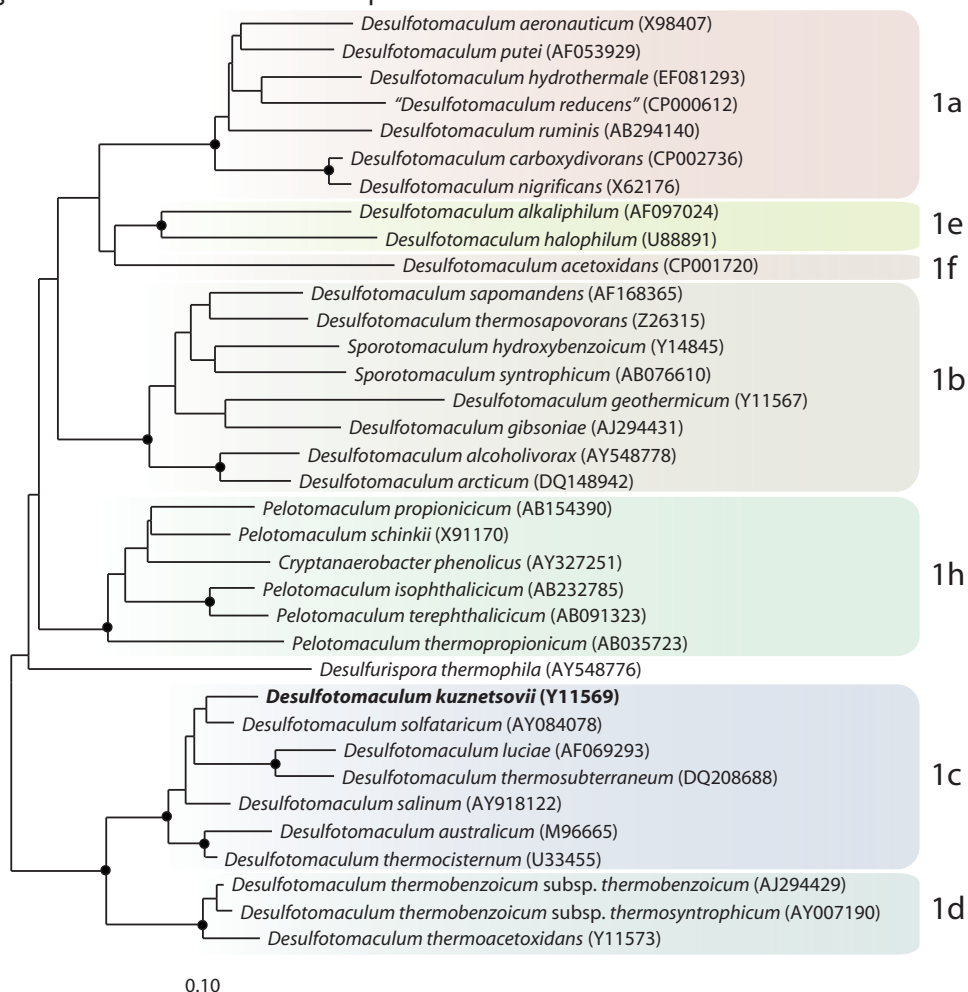 Desulfotomaculum aeronauticum (X98407)
Desulfotomaculum putei (AF053929)
Desulfotomaculum hydrothermale (EF081293)
“Desulfotomaculum reducens” (CP000612)
1a
Desulfotomaculum ruminis (AB294140)
Desulfotomaculum carboxydivorans (CP002736)
Desulfotomaculum nigrificans (X62176)
Desulfotomaculum alkaliphilum (AF097024)
1e
Desulfotomaculum halophilum (U88891)
Desulfotomaculum acetoxidans (CP001720)
1f
Desulfotomaculum sapomandens (AF168365)
Desulfotomaculum thermosapovorans (Z26315)
Sporotomaculum hydroxybenzoicum (Y14845)
Sporotomaculum syntrophicum (AB076610)
1b
Desulfotomaculum geothermicum (Y11567)
Desulfotomaculum gibsoniae (AJ294431)
Desulfotomaculum alcoholivorax (AY548778)
Desulfotomaculum arcticum (DQ148942)
Pelotomaculum propionicicum (AB154390)
Pelotomaculum schinkii (X91170)
Cryptanaerobacter phenolicus (AY327251)
1h
Pelotomaculum isophthalicicum (AB232785)
Pelotomaculum terephthalicicum (AB091323)
Pelotomaculum thermopropionicum (AB035723)
Desulfurispora thermophila (AY548776)
Desulfotomaculum kuznetsovii (Y11569)
Desulfotomaculum solfataricum (AY084078)
Desulfotomaculum luciae (AF069293)
1c
Desulfotomaculum thermosubterraneum (DQ208688)
Desulfotomaculum salinum (AY918122)
Desulfotomaculum australicum (M96665)
Desulfotomaculum thermocisternum (U33455)
Desulfotomaculum thermobenzoicum subsp. thermobenzoicum (AJ294429)
1d
Desulfotomaculum thermobenzoicum subsp. thermosyntrophicum (AY007190)
Desulfotomaculum thermoacetoxidans (Y11573)
0.10